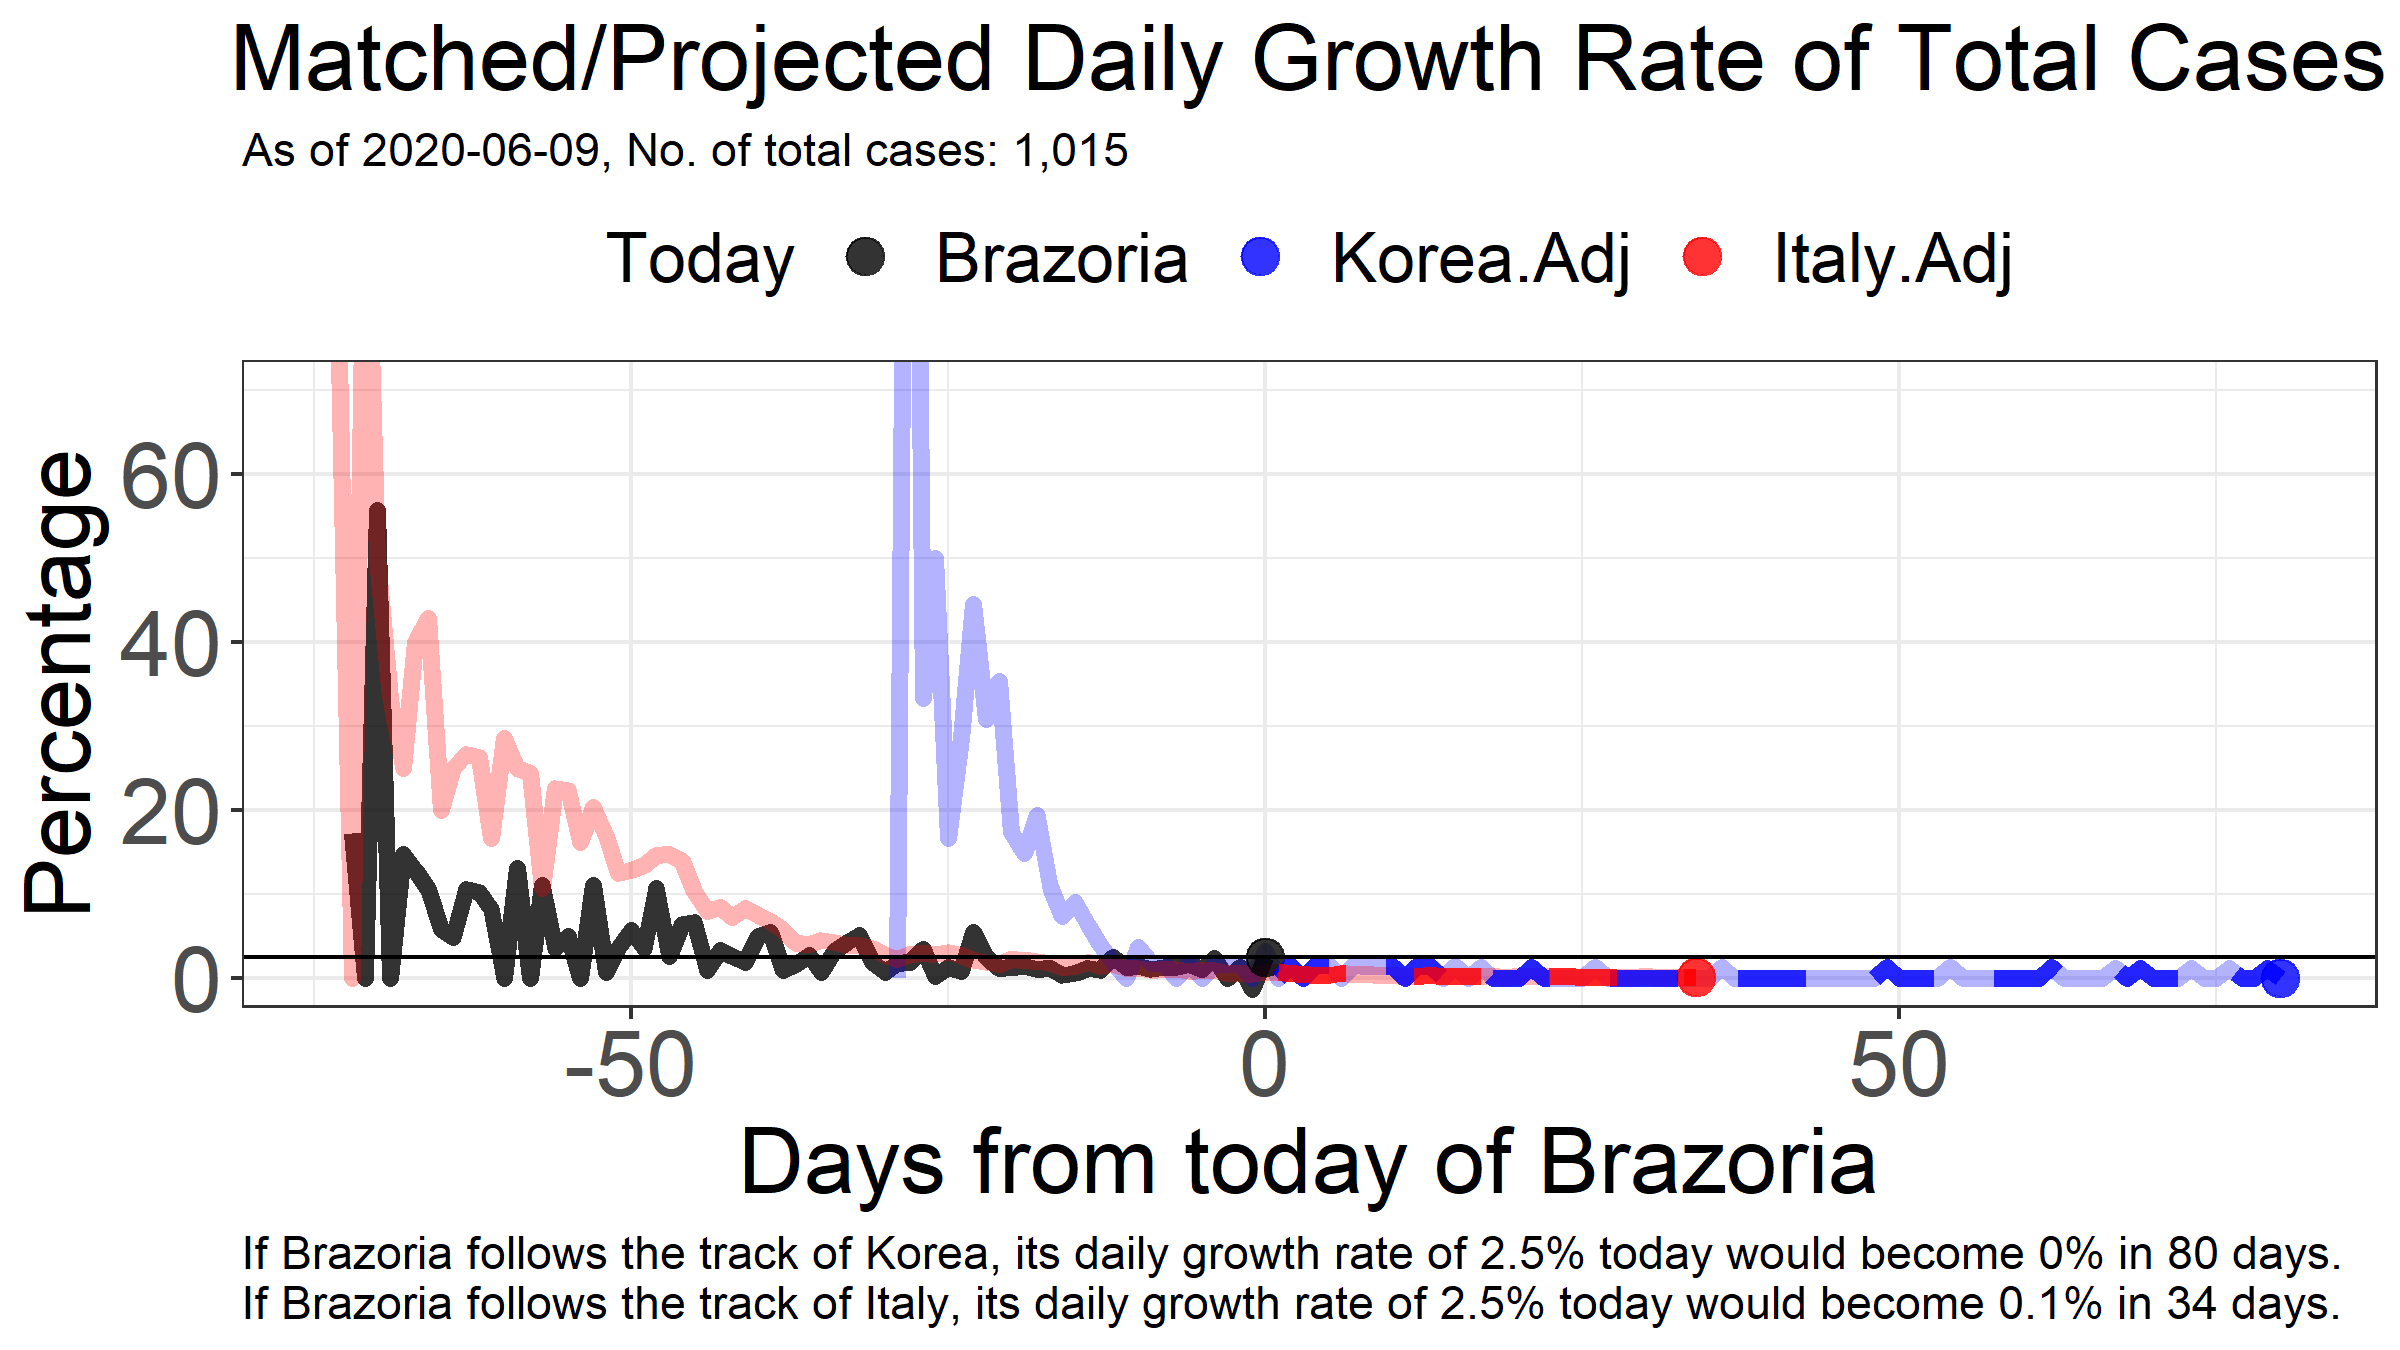 Matched/Projected Daily Growth Rate of Total Cases
As of 2020-06-09, No. of total cases: 1,015
Today Brazoria Korea.Adj Italy.Adj
Percentage
60
40
20
0
-50 0 50
Days from today of Brazoria
If Brazoria follows the track of Korea, its daily growth rate of 2.5% today would become 0% in 80 days.
If Brazoria follows the track of Italy, its daily growth rate of 2.5% today would become 0.1% in 34 days.